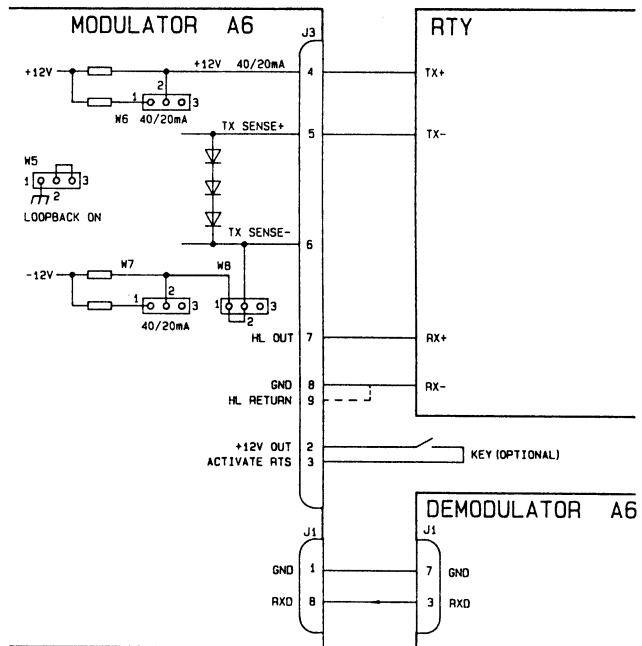 MODULATOR A6
J3
RTY
+12V
+12V 40/20mA
4
TX+
2
1
3
W6 40/20mA
TX SENSE+
5
TX-
W5
1
3
2
LOOPBACK ON
TX SENSE-
6
-12V
W7
W8
2
1
3
1
3
2
40/20mA
HL OUT
7
RX+
GND
8
RX-
HL RETURN
9
+12V OUT
2
ACTIVATE RTS
3
KEY (OPTIONAL)
DEMODULATOR A6
J1
J1
GND
1
7
GND
RXD
8
3
RXD